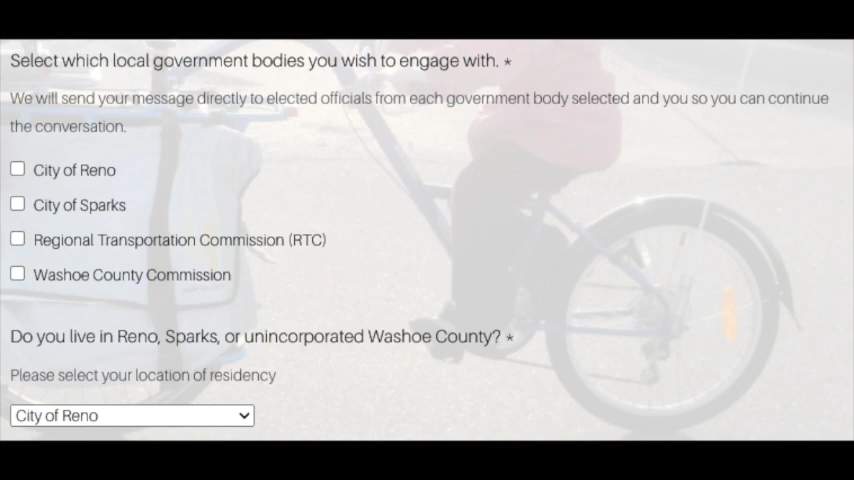 Select which local government bodies you wish to engage with. *
We will send your message directly to elected officials from each government body selected and you so you can continue
the conversation.
City of Reno
City of Sparks
Regional Transportation Commission (RTC)
Washoe County Commission
Do you live in Reno, Sparks, or unincorporated Washoe County? *
Please select your location of residency
City of Reno